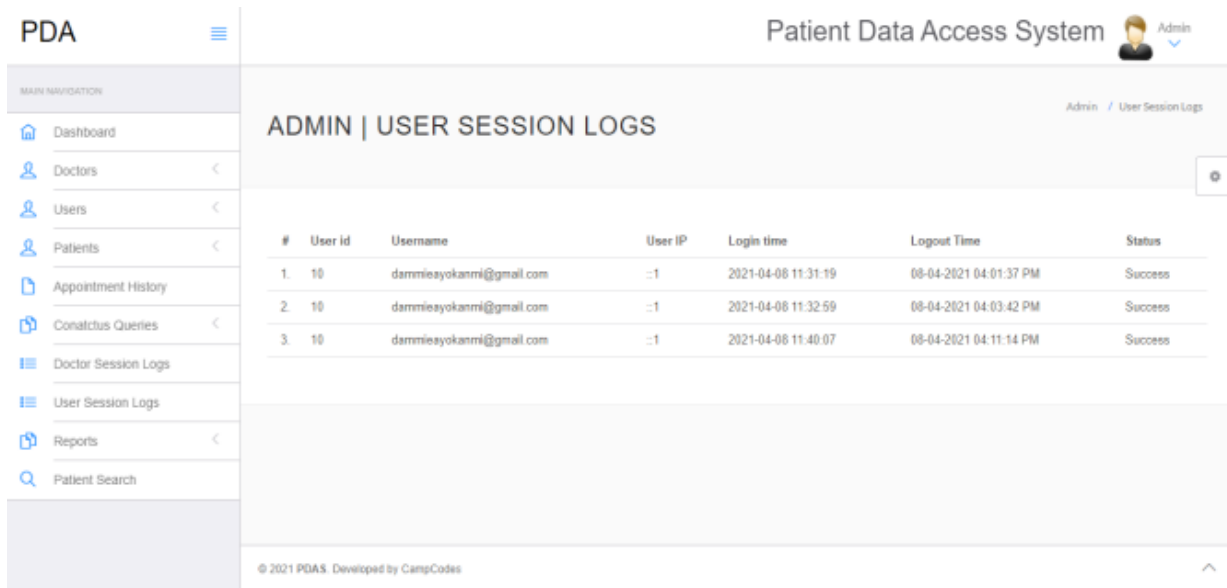 PDA
Patient Data Access System
Admin
MAIN NAVIGATION
Dashboard
Doctors
Users
Patients
Appointment History
Conatctus Queries
Doctor Session Logs
User Session Logs
Reports
Patient Search
Admin / User Session Logs
ADMIN | USER SESSION LOGS
# User id Username User IP Login time Logout Time Status
1. 10 dammieayokanmi@gmail.com ::1 2021-04-08 11:31:19 08-04-2021 04:01:37 PM Success
2. 10 dammieayokanmi@gmail.com ::1 2021-04-08 11:32:59 08-04-2021 04:03:42 PM Success
3. 10 dammieayokanmi@gmail.com ::1 2021-04-08 11:40:07 08-04-2021 04:11:14 PM Success
© 2021 PDAS. Developed by CampCodes